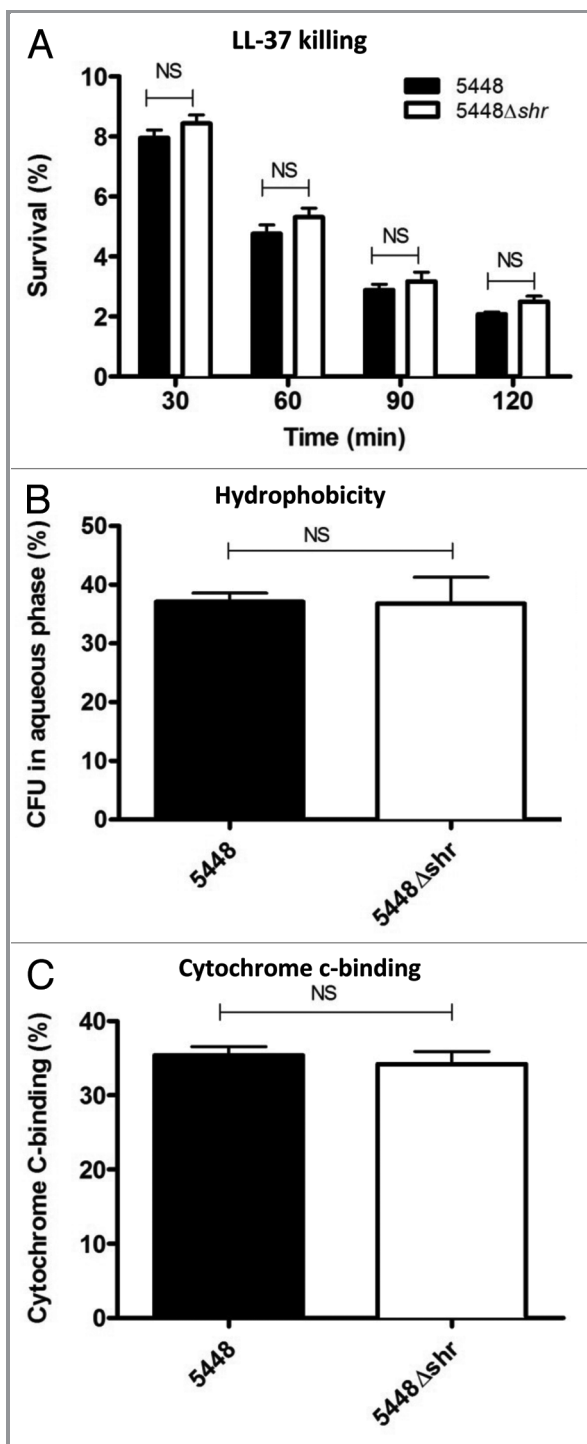 A
LL-37 killing
5448
5448Δshr
NS
NS
NS
NS
Survival (%)
10
8
6
4
2
0
30 60 90 120
Time (min)
B
Hydrophobicity
NS
CFU in aqueous phase (%)
50
40
30
20
10
0
5448
5448Δshr
C
Cytochrome c-binding
NS
Cytochrome C-binding (%)
40
30
20
10
0
5448
5448Δshr